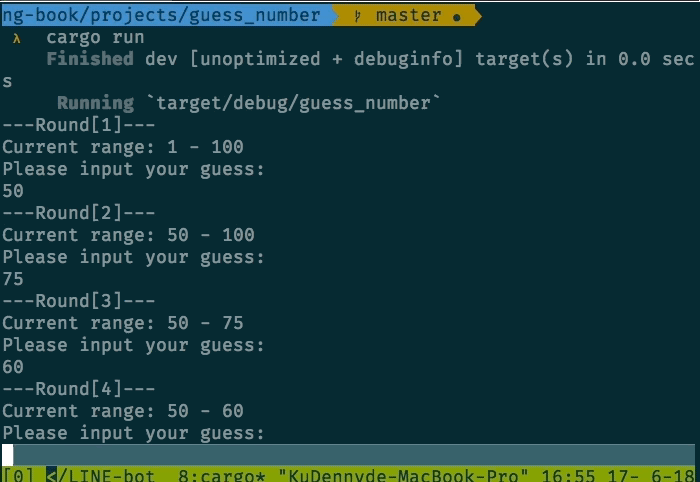 ng-book/projects/guess_number master ●
λ cargo run
Finished dev [unoptimized + debuginfo] target(s) in 0.0 sec
s
Running `target/debug/guess_number`
---Round[1]---
Current range: 1 - 100
Please input your guess:
50
---Round[2]---
Current range: 50 - 100
Please input your guess:
75
---Round[3]---
Current range: 50 - 75
Please input your guess:
60
---Round[4]---
Current range: 50 - 60
Please input your guess:
[0] </LINE-bot 8:cargo* "KuDennyde-MacBook-Pro" 16:55 17- 6-18